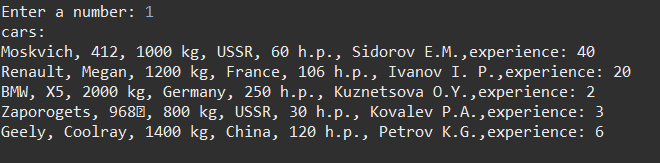 Enter a number: 1
cars:
Moskvich, 412, 1000 kg, USSR, 60 h.p., Sidorov E.M.,experience: 40
Renault, Megan, 1200 kg, France, 106 h.p., Ivanov I. P.,experience: 20
BMW, X5, 2000 kg, Germany, 250 h.p., Kuznetsova O.Y.,experience: 2
Zaporogets, 968, 800 kg, USSR, 30 h.p., Kovalev P.A.,experience: 3
Geely, Coolray, 1400 kg, China, 120 h.p., Petrov K.G.,experience: 6